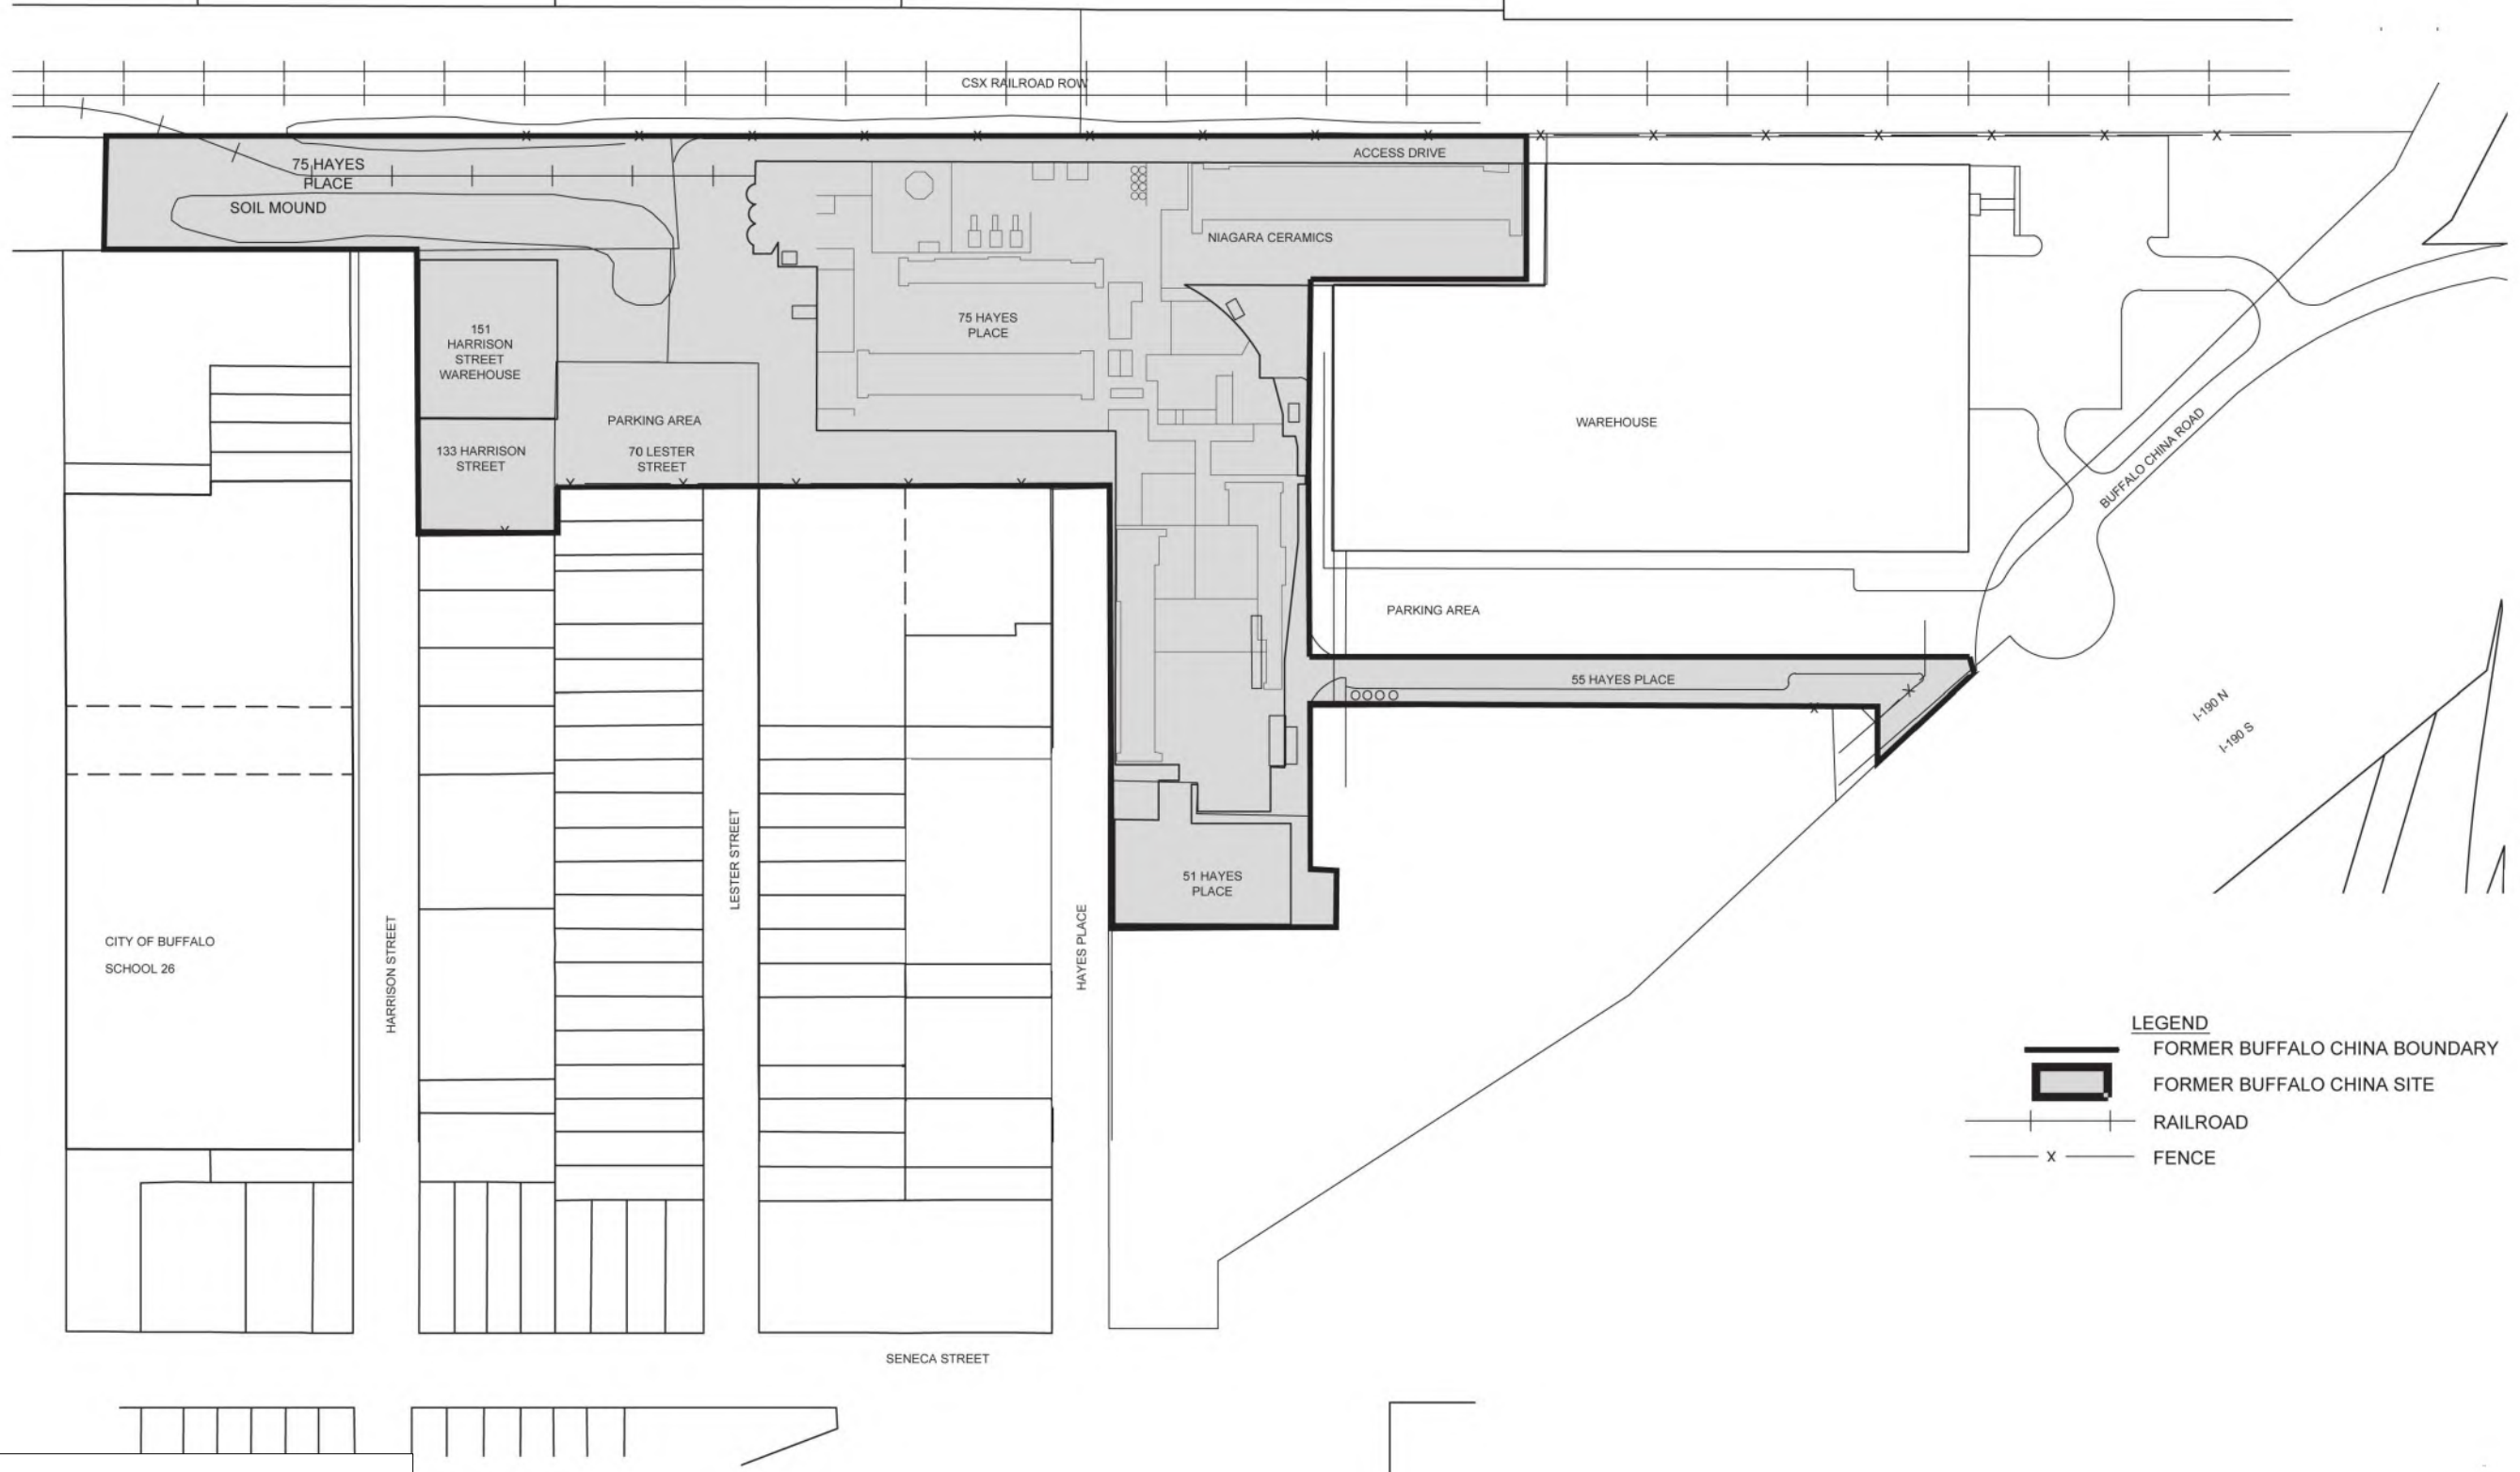 CSX RAILROAD ROW
ACCESS DRIVE
75 HAYES
PLACE
SOIL MOUND
NIAGARA CERAMICS
75 HAYES
PLACE
151
HARRISON
STREET
WAREHOUSE
PARKING AREA
70 LESTER
STREET
133 HARRISON
STREET
WAREHOUSE
BUFFALO CHINA ROAD
PARKING AREA
55 HAYES PLACE
I-190 N
I-190 S
51 HAYES
PLACE
CITY OF BUFFALO
SCHOOL 26
HARRISON STREET
LESTER STREET
HAYES PLACE
SENECA STREET
LEGEND
FORMER BUFFALO CHINA BOUNDARY
FORMER BUFFALO CHINA SITE
RAILROAD
X FENCE